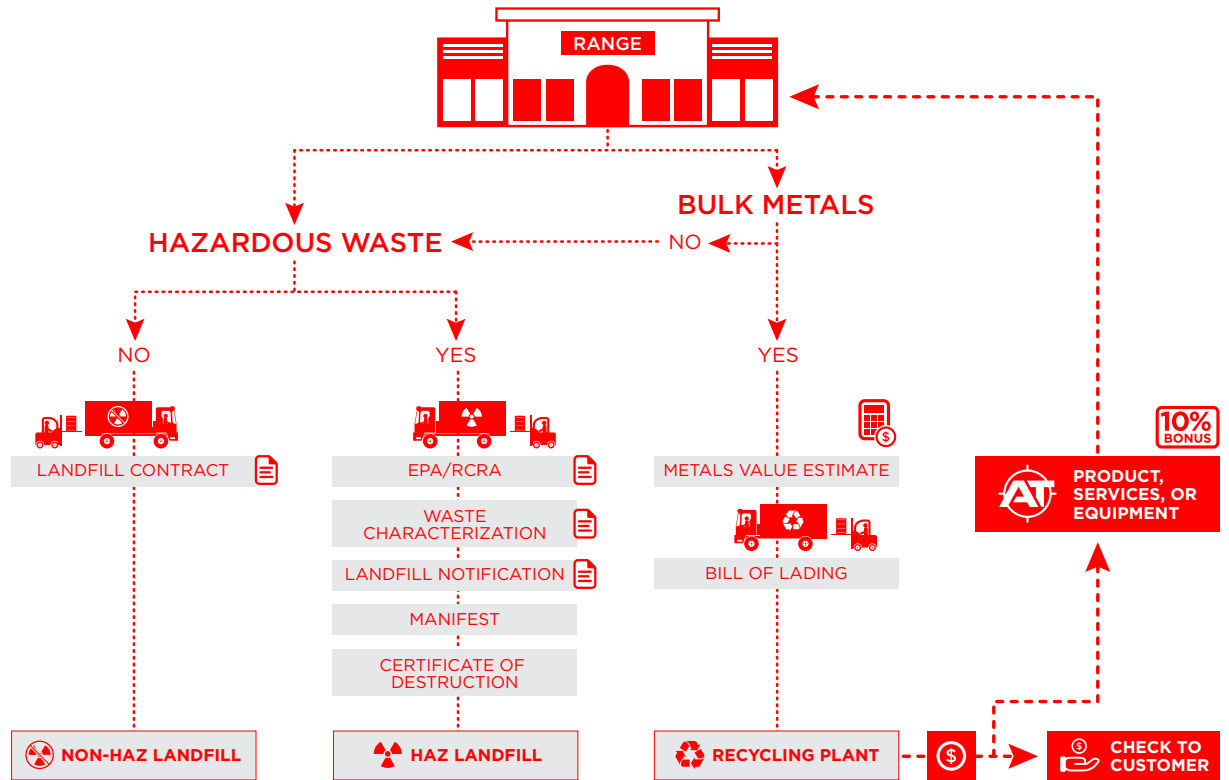 RANGE
BULK METALS
HAZARDOUS WASTE
NO
NO
YES
YES
10%
BONUS
LANDFILL CONTRACT
EPA/RCRA
METALS VALUE ESTIMATE
$
AT
PRODUCT,
SERVICES, OR
EQUIPMENT
WASTE
CHARACTERIZATION
LANDFILL NOTIFICATION
BILL OF LADING
MANIFEST
CERTIFICATE OF
DESTRUCTION
NON-HAZ LANDFILL
HAZ LANDFILL
RECYCLING PLANT
$
$
CHECK TO
CUSTOMER